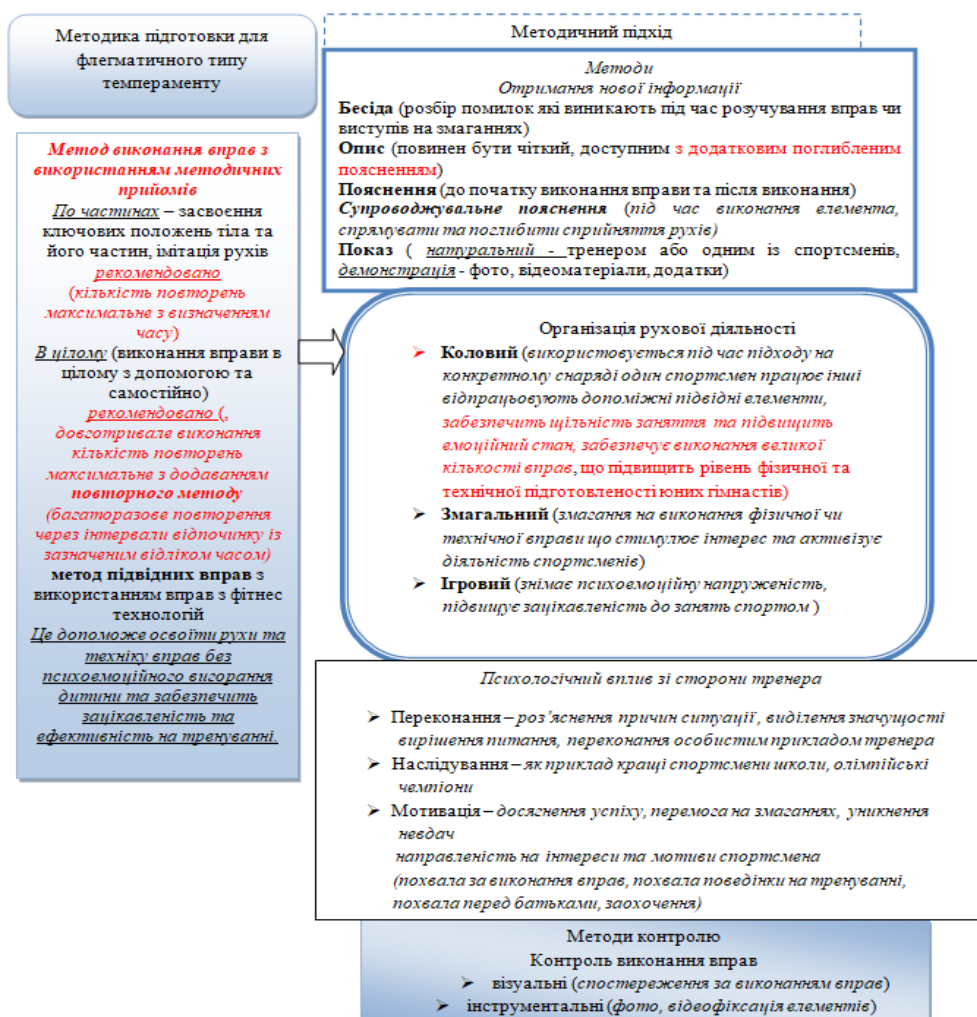 Методика підготовки для
флегматичного типу
темпераменту
Метод виконання вправ з
використанням методичних
прийомів
По частинах – засвоєння
ключових положень тіла та
його частин, імітація рухів
рекомендовано
(кількість повторень
максимальне з визначенням
часу)
В цілому (виконання вправи в
цілому з допомогою та
самостійно)
рекомендовано (,
довготривале виконання
кількість повторень
максимальне з додаванням
повторного методу
(багаторазове повторення
через інтервали відпочинку із
зазначеним відліком часом)
метод підвідних вправ з
використанням вправ з фітнес
технологій
Це допоможе освоїти рухи та
техніку вправ без
психоемоційного вигорання
дитини та забезпечить
зацікавленість та
ефективність на тренуванні.
Методичний підхід
Методи
Отримання нової інформації
Бесіда (розбір помилок які виникають під час розучування вправ чи
виступів на змаганнях)
Опис (повинен бути чіткий, доступним з додатковим поглибленим
поясненням)
Пояснення (до початку виконання вправи та після виконання)
Супроводжувальне пояснення (під час виконання елемента,
спрямувати та поглибити сприйняття рухів)
Показ ( натуральний - тренером або одним із спортсменів,
демонстрація - фото, відеоматеріали, додатки)
Організація рухової діяльності
➤ Коловий (використовується під час підходу на
конкретному снаряді один спортсмен працює інші
відпрацьовують допоміжні підвідні елементи,
забезпечить щільність заняття та підвищить
емоційний стан, забезпечує виконання великої
кількості вправ, що підвищить рівень фізичної та
технічної підготовленості юних гімнастів)
➤ Змагальний (змагання на виконання фізичної чи
технічної вправи що стимулює інтерес та активізує
діяльність спортсменів)
➤ Ігровий (знімає психоемоційну напруженість,
підвищує зацікавленість до занять спортом )
Психологічний вплив зі сторони тренера
➤ Переконання – роз’яснення причин ситуації, виділення значущості
вирішення питання, переконання особистим прикладом тренера
➤ Наслідування – як приклад кращі спортсмени школи, олімпійські
чемпіони
➤ Мотивація – досягнення успіху, перемога на змаганнях, уникнення
невдач
направленість на інтереси та мотиви спортсмена
(похвала за виконання вправ, похвала поведінки на тренуванні,
похвала перед батьками, заохочення)
Методи контролю
Контроль виконання вправ
➤ візуальні (спостереження за виконанням вправ)
➤ інструментальні (фото, відеофіксація елементів)